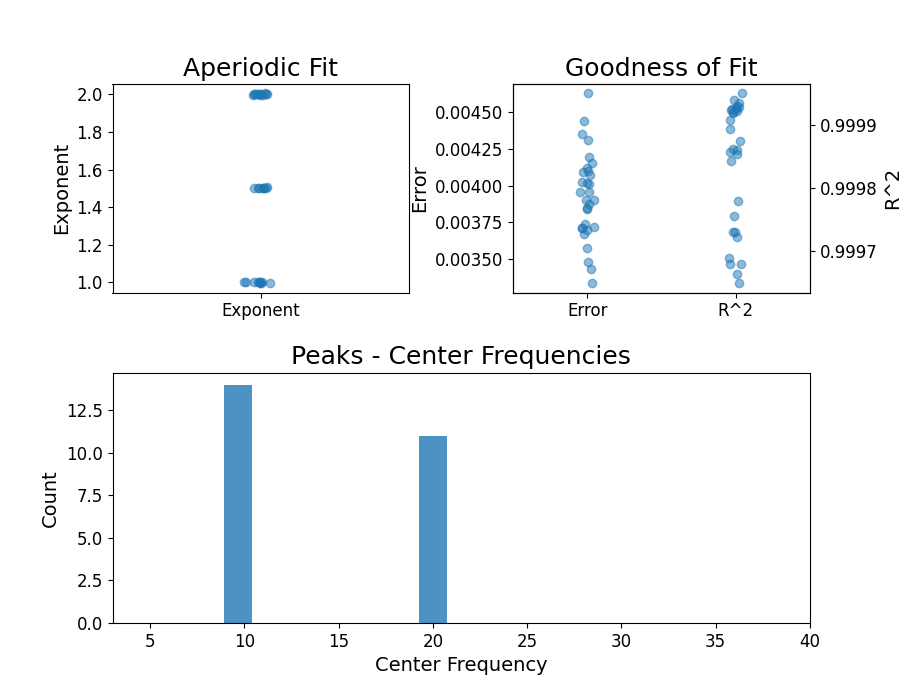 Aperiodic Fit
Exponent
2.0
1.8
1.6
1.4
1.2
1.0
Exponent
Goodness of Fit
Error
0.00450
0.00425
0.00400
0.00375
0.00350
0.9999
0.9998
0.9997
R^2
Error
R^2
Peaks - Center Frequencies
Count
12.5
10.0
7.5
5.0
2.5
0.0
5 10 15 20 25 30 35 40
Center Frequency